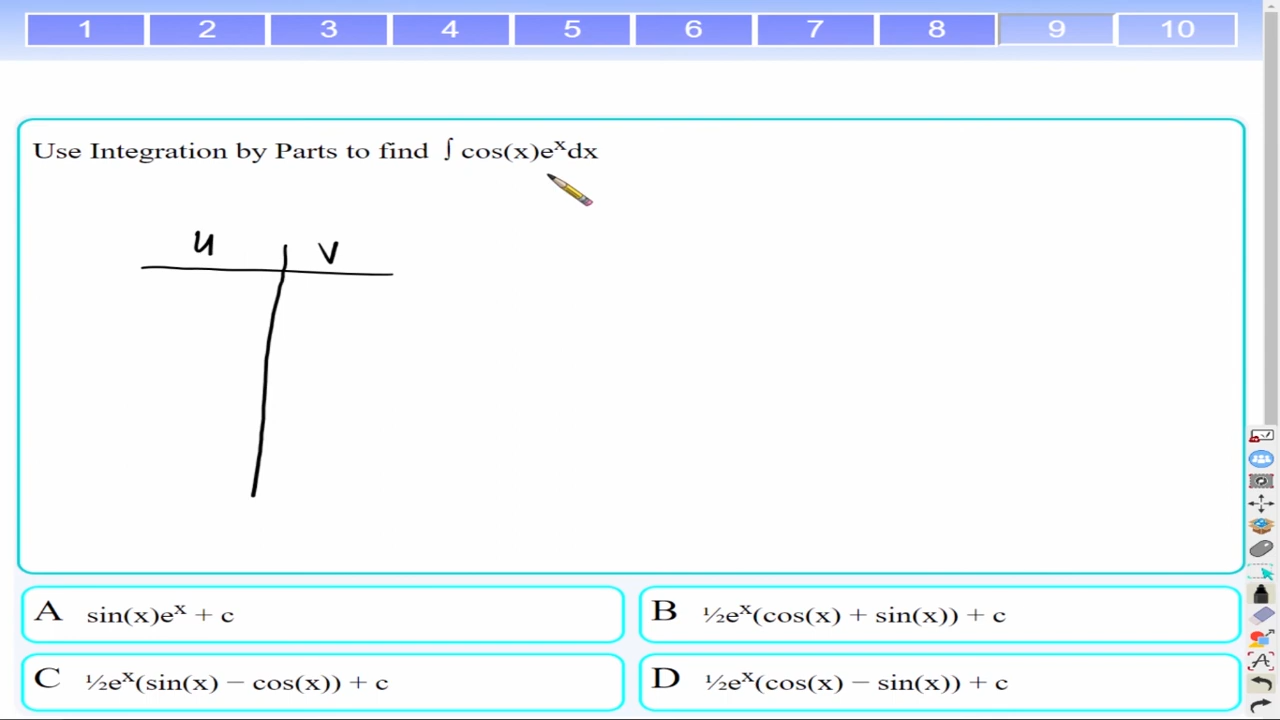 1 2 3 4 5 6 7 8 9 10
Use Integration by Parts to find ∫ cos(x)eˣdx
u v
A sin(x)eˣ + c
B ½eˣ(cos(x) + sin(x)) + c
C ½eˣ(sin(x) − cos(x)) + c
D ½eˣ(cos(x) − sin(x)) + c